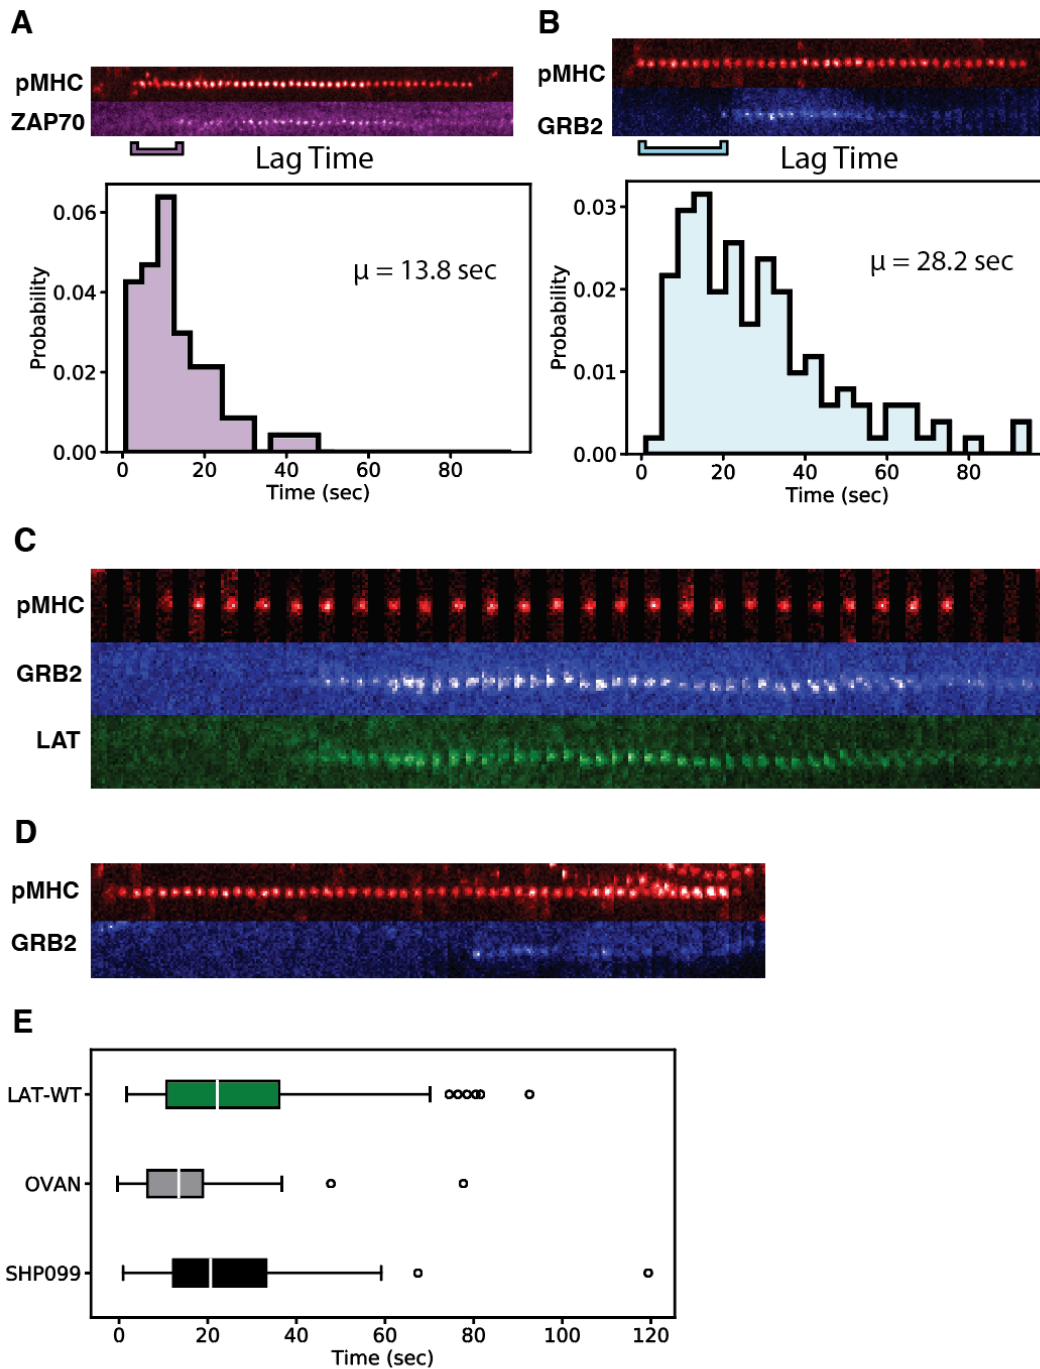 A
pMHC
ZAP70
Lag Time
μ = 13.8 sec
Probability
0.06
0.04
0.02
0.00
0 20 40 60 80
Time (sec)
B
pMHC
GRB2
Lag Time
μ = 28.2 sec
Probability
0.03
0.02
0.01
0.00
0 20 40 60 80
Time (sec)
C
pMHC
GRB2
LAT
D
pMHC
GRB2
E
LAT-WT
OVAN
SHP099
0 20 40 60 80 100 120
Time (sec)